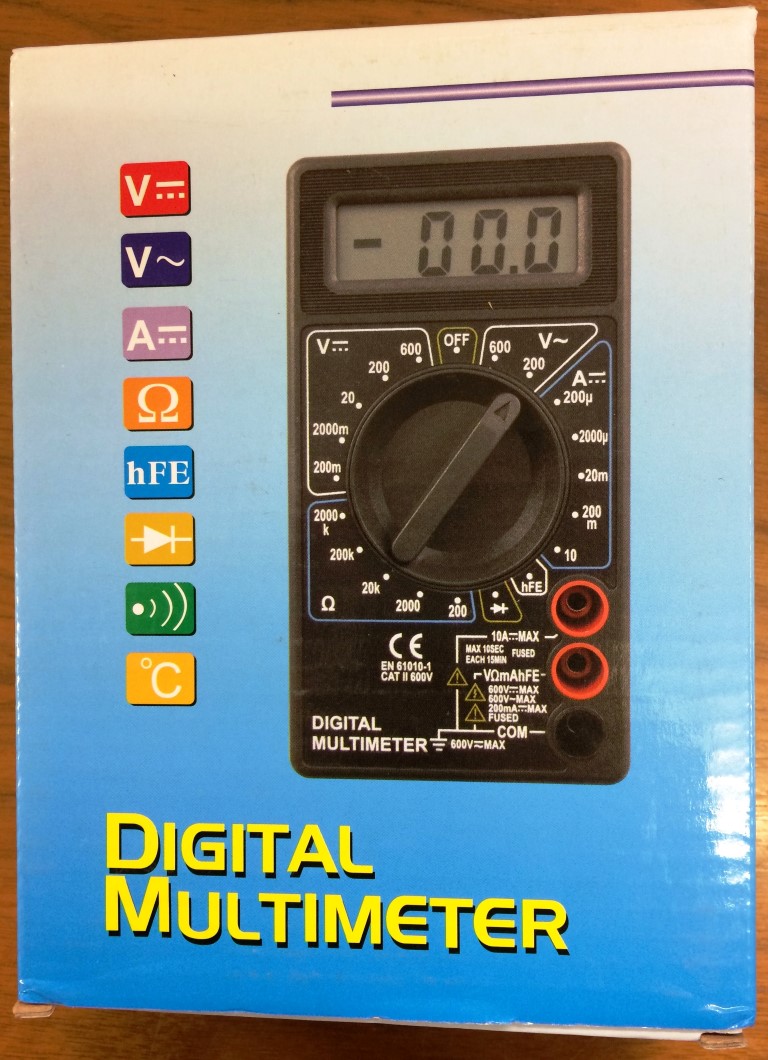 V⎓
V~
A⎓
Ω
hFE
°C
- 00.0
V⎓
600
OFF
600
V~
200
200
A⎓
200µ
20
2000m
2000µ
200m
20m
2000
k
200
m
200k
10
20k
2000
200
hFE
Ω
CE
EN 61010-1
CAT II 600V
10A⎓MAX
MAX 10SEC
EACH 15MIN
FUSED
VΩmAhFE
600V⎓MAX
600V~MAX
200mA⎓MAX
FUSED
COM
600V≂MAX
DIGITAL
MULTIMETER
DIGITAL
MULTIMETER